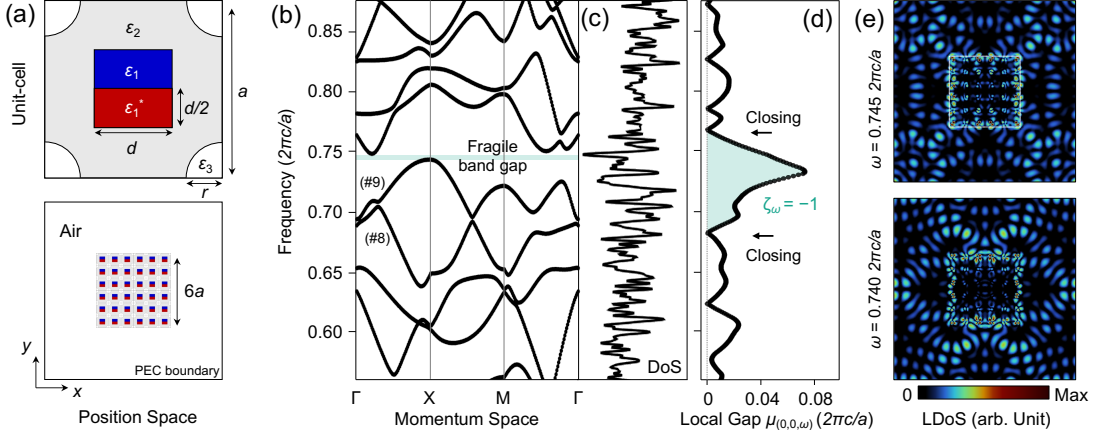 (a)
Unit-cell
ε₂
ε₁
ε₁*
d/2
a
d
ε₃
r
Air
6a
y
x
PEC boundary
Position Space
(b)
Frequency (2πc/a)
0.85
0.80
0.75
0.70
0.65
0.60
Fragile
band gap
(#9)
(#8)
Γ
X
M
Γ
Momentum Space
(c)
DoS
(d)
Closing
ζω = −1
Closing
0
0.04
0.08
Local Gap μ(0,0,ω) (2πc/a)
(e)
ω = 0.745 2πc/a
ω = 0.740 2πc/a
0
Max
LDoS (arb. Unit)